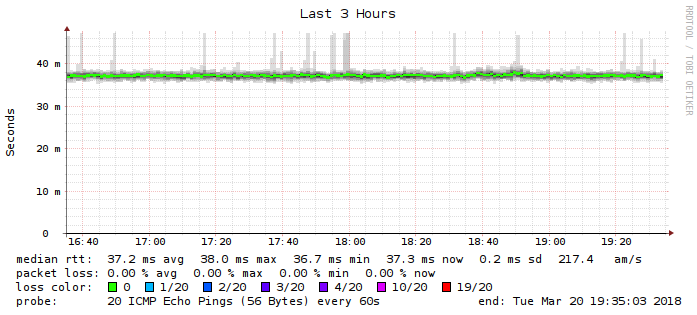 Last 3 Hours
RRDTOOL / TOBI OETIKER
Seconds
40 m
30 m
20 m
10 m
0
16:40 17:00 17:20 17:40 18:00 18:20 18:40 19:00 19:20
median rtt: 37.2 ms avg 38.0 ms max 36.7 ms min 37.3 ms now 0.2 ms sd 217.4 am/s
packet loss: 0.00 % avg 0.00 % max 0.00 % min 0.00 % now
loss color: 0 1/20 2/20 3/20 4/20 10/20 19/20
probe: 20 ICMP Echo Pings (56 Bytes) every 60s end: Tue Mar 20 19:35:03 2018